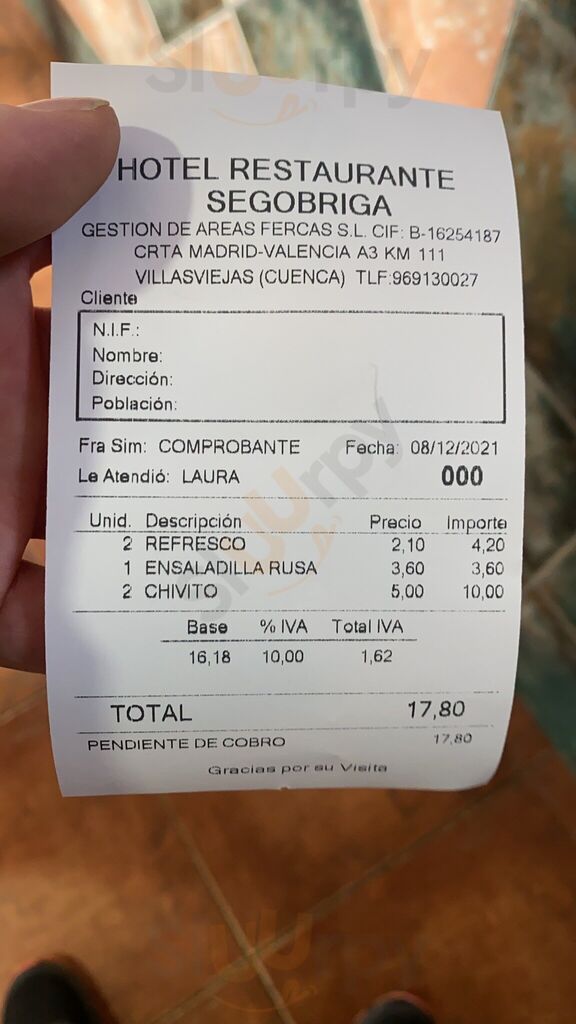 HOTEL RESTAURANTE
SEGOBRIGA
GESTION DE AREAS FERCAS S.L. CIF: B-16254187
CRTA MADRID-VALENCIA A3 KM 111
VILLASVIEJAS (CUENCA) TLF:969130027
Cliente
N.I.F.:
Nombre:
Dirección:
Población:
Fra Sim: COMPROBANTE Fecha: 08/12/2021
Le Atendió: LAURA 000
Unid. Descripción Precio Importe
2 REFRESCO 2,10 4,20
1 ENSALADILLA RUSA 3,60 3,60
2 CHIVITO 5,00 10,00
Base % IVA Total IVA
16,18 10,00 1,62
TOTAL 17,80
PENDIENTE DE COBRO 17,80
Gracias por su Visita
slUurpy
slUurpy